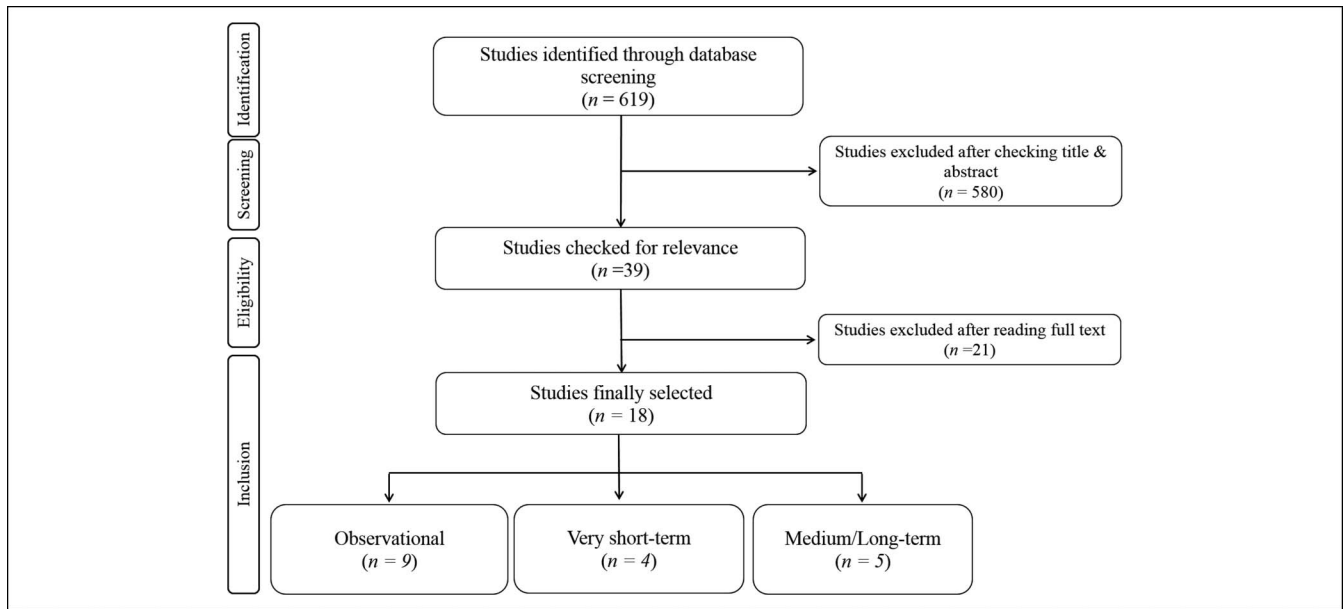 Identification
Studies identified through database
screening
(n = 619)
Screening
Studies excluded after checking title &
abstract
(n = 580)
Eligibility
Studies checked for relevance
(n =39)
Studies excluded after reading full text
(n =21)
Inclusion
Studies finally selected
(n = 18)
Observational
(n = 9)
Very short-term
(n = 4)
Medium/Long-term
(n = 5)